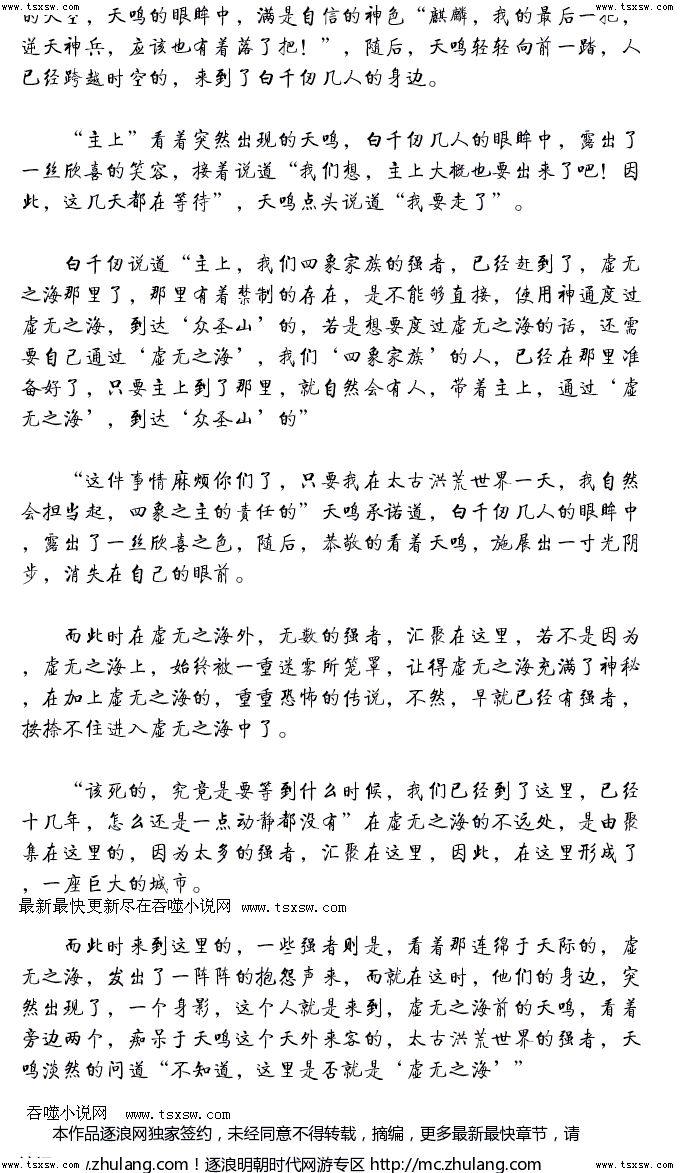 www.tsxsw.com www.tsxsw.com
的天空，天鸣的眼眸中，满是自信的神色“麒麟，我的最后一把，
逆天神兵，应该也有着落了把！”，随后，天鸣轻轻向前一踏，人
已经跨越时空的，来到了白千仞几人的身边。
“主上”看着突然出现的天鸣，白千仞几人的眼眸中，露出了
一丝欣喜的笑容，接着说道“我们想，主上大概也要出来了吧！因
此，这几天都在等待”，天鸣点头说道“我要走了”。
白千仞说道“主上，我们四象家族的强者，已经赶到了，虚无
之海那里了，那里有着禁制的存在，是不能够直接，使用神通度过
虚无之海，到达‘众圣山’的，若是想要度过虚无之海的话，还需
要自己通过‘虚无之海’，我们‘四象家族’的人，已经在那里准
备好了，只要主上到了那里，就自然会有人，带着主上，通过‘虚
无之海’，到达‘众圣山’的”
“这件事情麻烦你们了，只要我在太古洪荒世界一天，我自然
会担当起，四象之主的责任的”天鸣承诺道，白千仞几人的眼眸中
，露出了一丝欣喜之色，随后，恭敬的看着天鸣，施展出一寸光阴
步，消失在自己的眼前。
而此时在虚无之海外，无数的强者，汇聚在这里，若不是因为
，虚无之海上，始终被一重迷雾所笼罩，让得虚无之海充满了神秘
，在加上虚无之海的，重重恐怖的传说，不然，早就已经有强者，
按捺不住进入虚无之海中了。
“该死的，究竟是要等到什么时候，我们已经到了这里，已经
十几年，怎么还是一点动静都没有”在虚无之海的不远处，是由聚
集在这里的，因为太多的强者，汇聚在这里，因此，在这里形成了
，一座巨大的城市。
最新最快更新尽在吞噬小说网 www.tsxsw.com
而此时来到这里的，一些强者则是，看着那连绵于天际的，虚
无之海，发出了一阵阵的抱怨声来，而就在这时，他们的身边，突
然出现了，一个身影，这个人就是来到，虚无之海前的天鸣，看着
旁边两个，痴呆于天鸣这个天外来客的，太古洪荒世界的强者，天
鸣淡然的问道“不知道，这里是否就是‘虚无之海’”
吞噬小说网 www.tsxsw.com
本作品逐浪网独家签约，未经同意不得转载，摘编，更多最新最快章节，请
.zhulang.com！逐浪明朝时代网游专区 http://mc.zhulang.com
www.tsxsw.com www.tsxsw.com